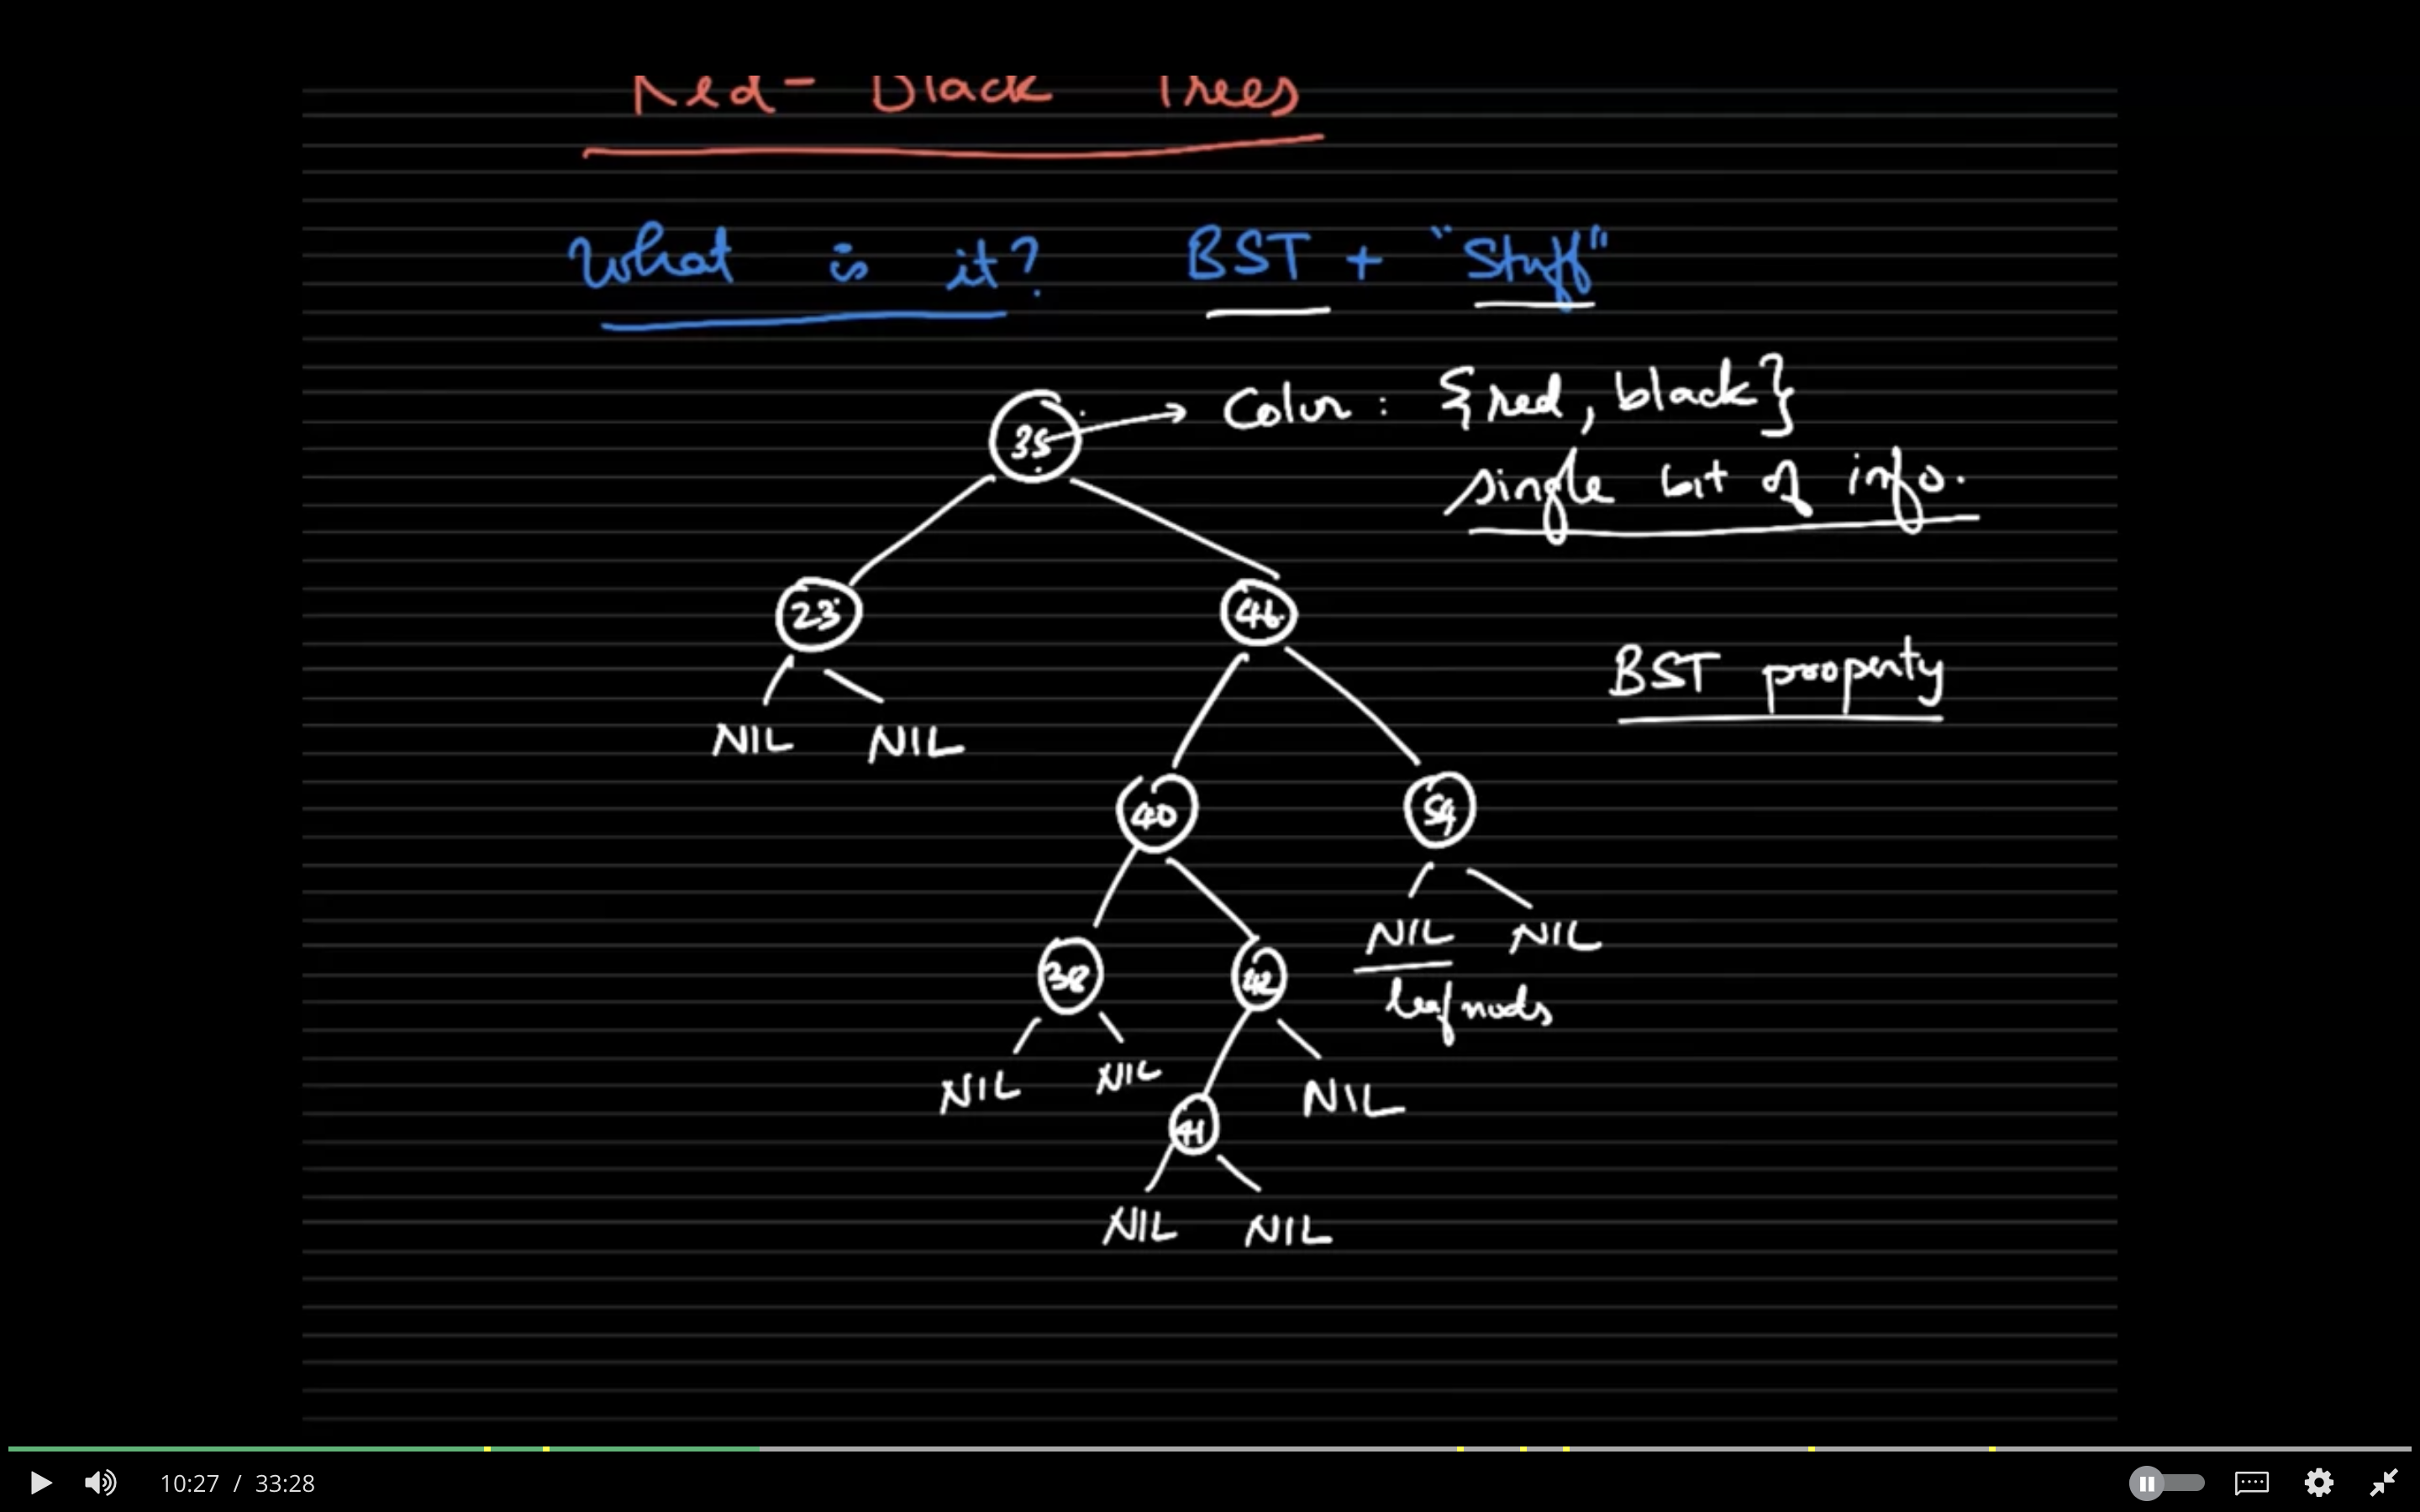 Red-Black Trees
What is it? BST + "Stuff"
35 → Color : {red, black}
single bit of info.
23 46
BST property
NIL NIL
40 54
NIL NIL
leaf nods
38 42
NIL NIL NIL
41
NIL NIL
10:27 / 33:28